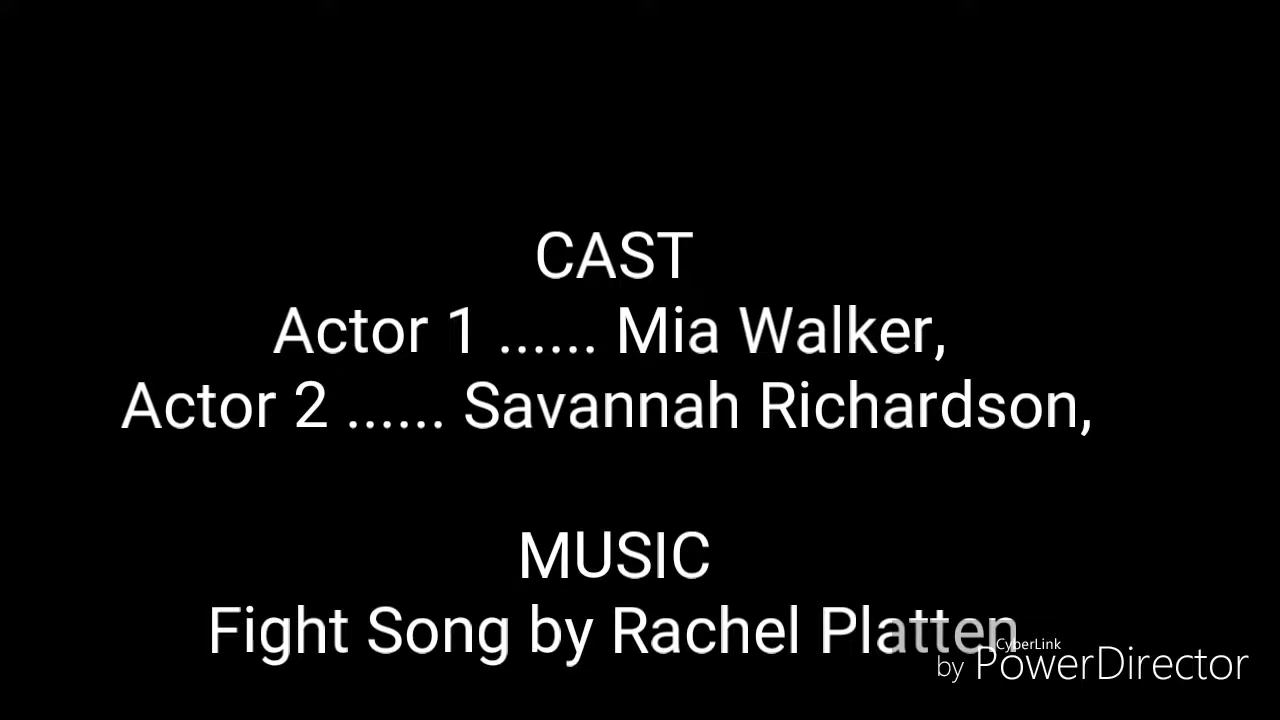 CAST
Actor 1 ...... Mia Walker,
Actor 2 ...... Savannah Richardson,
MUSIC
Fight Song by Rachel Platten
CyberLink
by PowerDirector